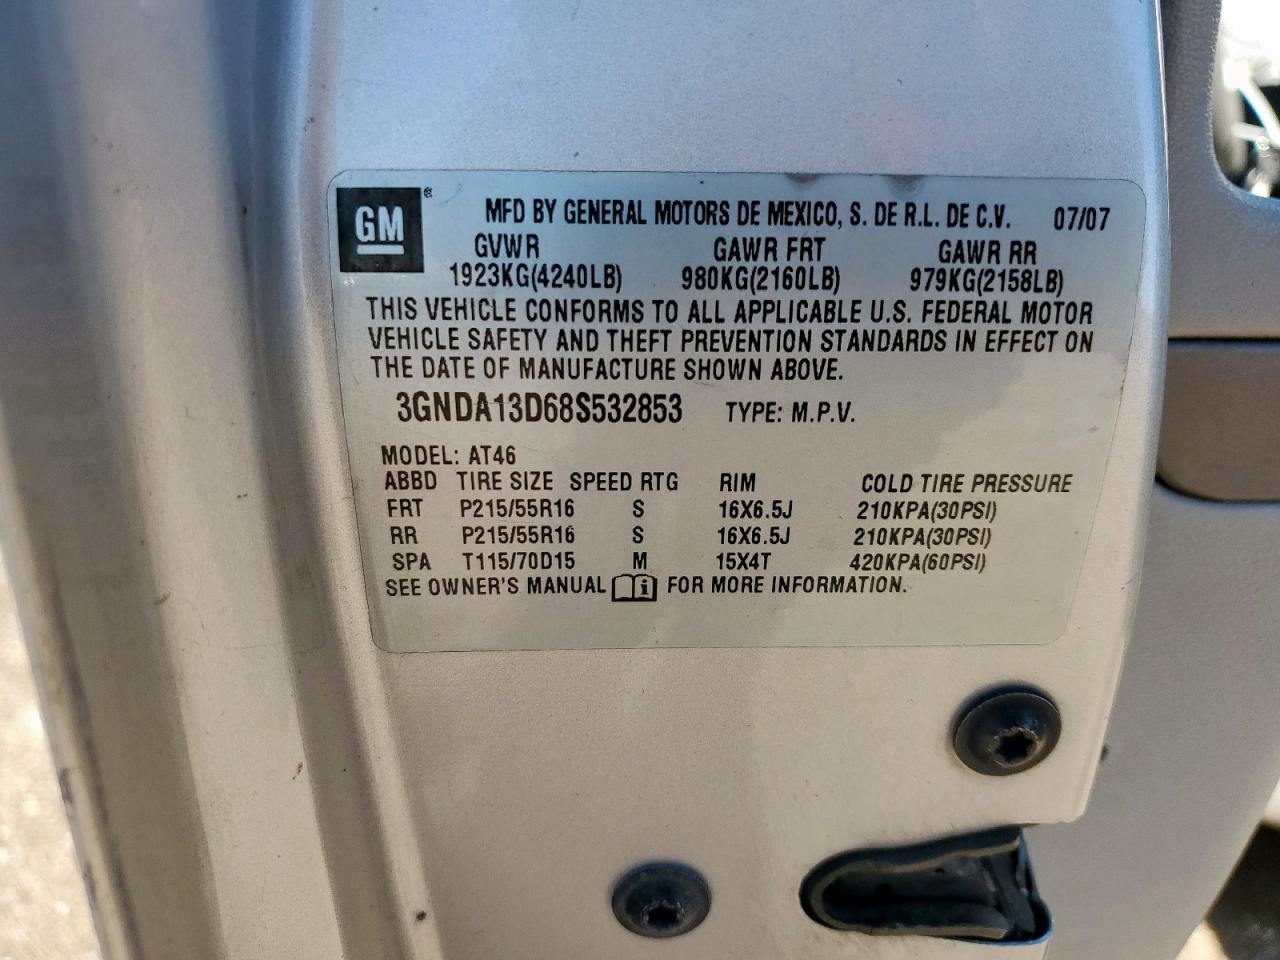 GM ®
MFD BY GENERAL MOTORS DE MEXICO, S. DE R.L. DE C.V. 07/07
GVWR GAWR FRT GAWR RR
1923KG(4240LB) 980KG(2160LB) 979KG(2158LB)
THIS VEHICLE CONFORMS TO ALL APPLICABLE U.S. FEDERAL MOTOR
VEHICLE SAFETY AND THEFT PREVENTION STANDARDS IN EFFECT ON
THE DATE OF MANUFACTURE SHOWN ABOVE.
3GNDA13D68S532853 TYPE: M.P.V.
MODEL: AT46
ABBD TIRE SIZE SPEED RTG RIM COLD TIRE PRESSURE
FRT P215/55R16 S 16X6.5J 210KPA(30PSI)
RR P215/55R16 S 16X6.5J 210KPA(30PSI)
SPA T115/70D15 M 15X4T 420KPA(60PSI)
SEE OWNER'S MANUAL i FOR MORE INFORMATION.